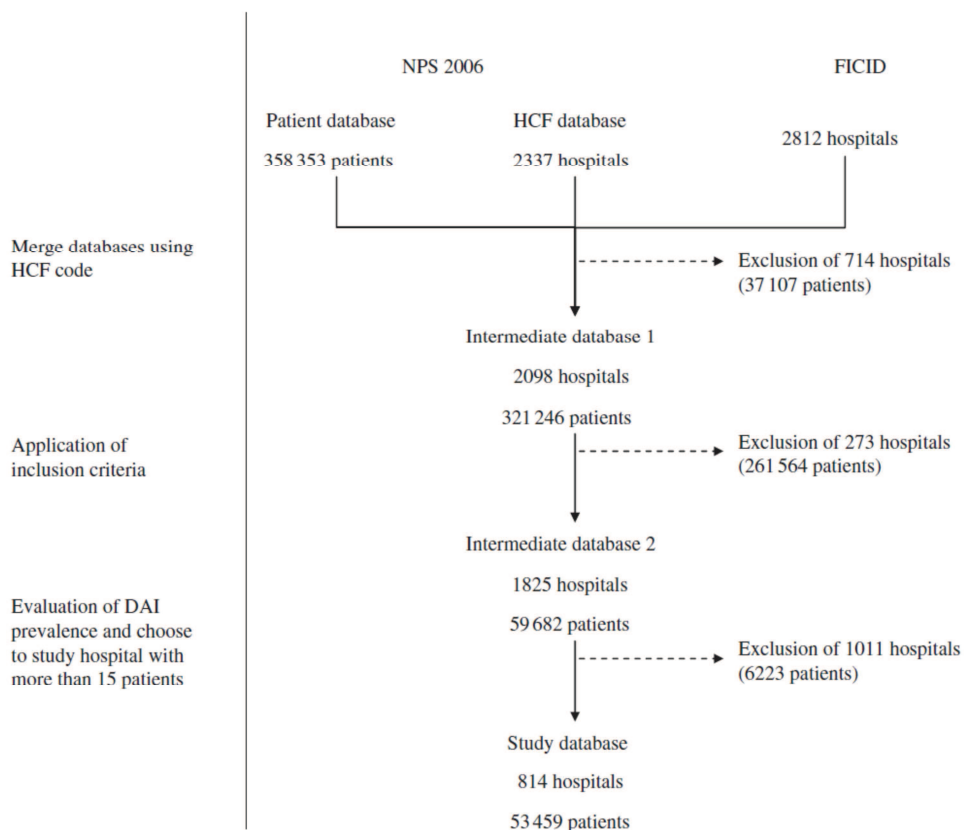 NPS 2006
FICID
Patient database
HCF database
358 353 patients
2337 hospitals
2812 hospitals
Merge databases using
HCF code
Exclusion of 714 hospitals
(37 107 patients)
Intermediate database 1
2098 hospitals
321 246 patients
Application of
inclusion criteria
Exclusion of 273 hospitals
(261 564 patients)
Intermediate database 2
1825 hospitals
59 682 patients
Evaluation of DAI
prevalence and choose
to study hospital with
more than 15 patients
Exclusion of 1011 hospitals
(6223 patients)
Study database
814 hospitals
53 459 patients